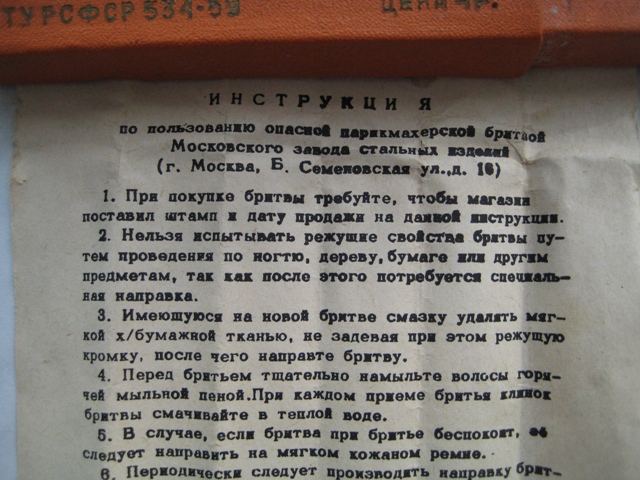 ТУ РСФСР 534-59 ЦЕНА 4Р.
ИНСТРУКЦИЯ
по пользованию опасной парикмахерской бритвой
Московского завода стальных изделий
(г. Москва, Б. Семеновская ул.,д. 16)
1. При покупке бритвы требуйте, чтобы магазин
поставил штамп и дату продажи на данной инструкции.
2. Нельзя испытывать режущие свойства бритвы пу-
тем проведения по ногтю, дереву, бумаге или другим
предметам, так как после этого потребуется специаль-
ная направка.
3. Имеющуюся на новой бритве смазку удалять мяг-
кой х/бумажной тканью, не задевая при этом режущую
кромку, после чего направте бритву.
4. Перед бритьем тщательно намыльте волосы горя-
чей мыльной пеной.При каждом приеме бритья клинок
бритвы смачивайте в теплой воде.
5. В случае, если бритва при бритье беспокоит, ее
следует направить на мягком кожаном ремне.
6. Периодически следует производить направку брит-